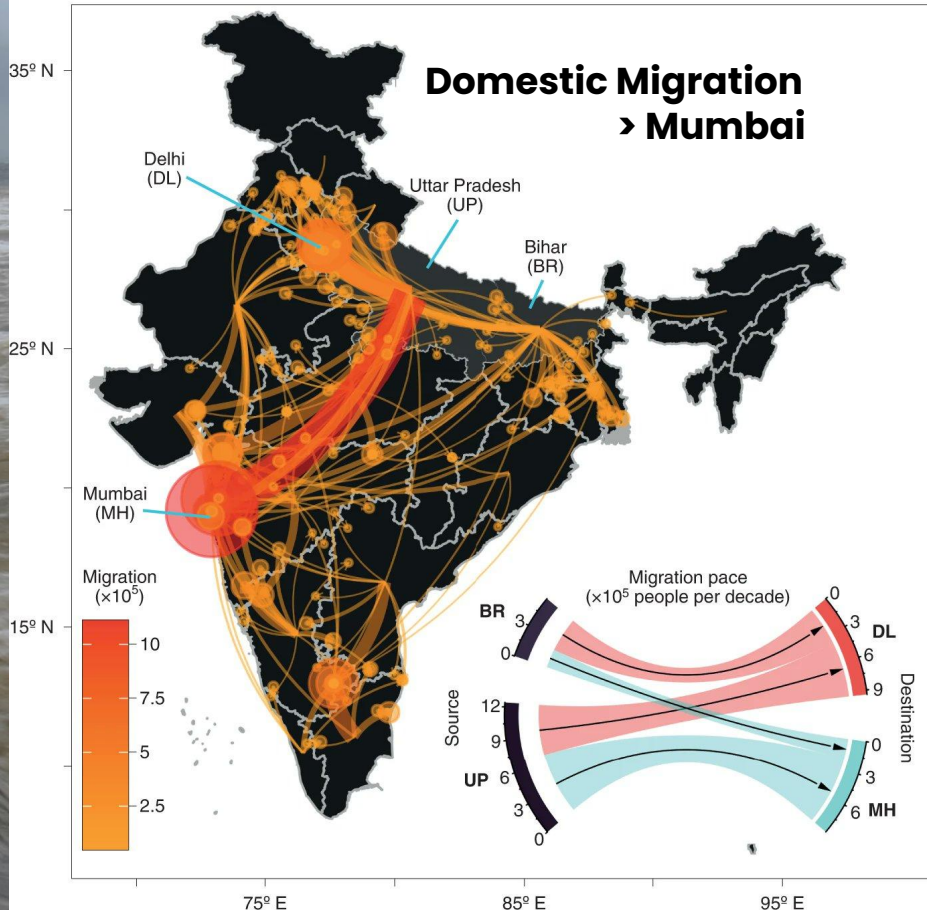 Domestic Migration
> Mumbai
35º N
25º N
15º N
75º E
85º E
95º E
Delhi
(DL)
Uttar Pradesh
(UP)
Bihar
(BR)
Mumbai
(MH)
Migration
(×10⁵)
10
7.5
5
2.5
Migration pace
(×10⁵ people per decade)
BR
3
0
Source
12
9
UP
6
3
0
0
3
DL
6
9
Destination
0
3
6
MH